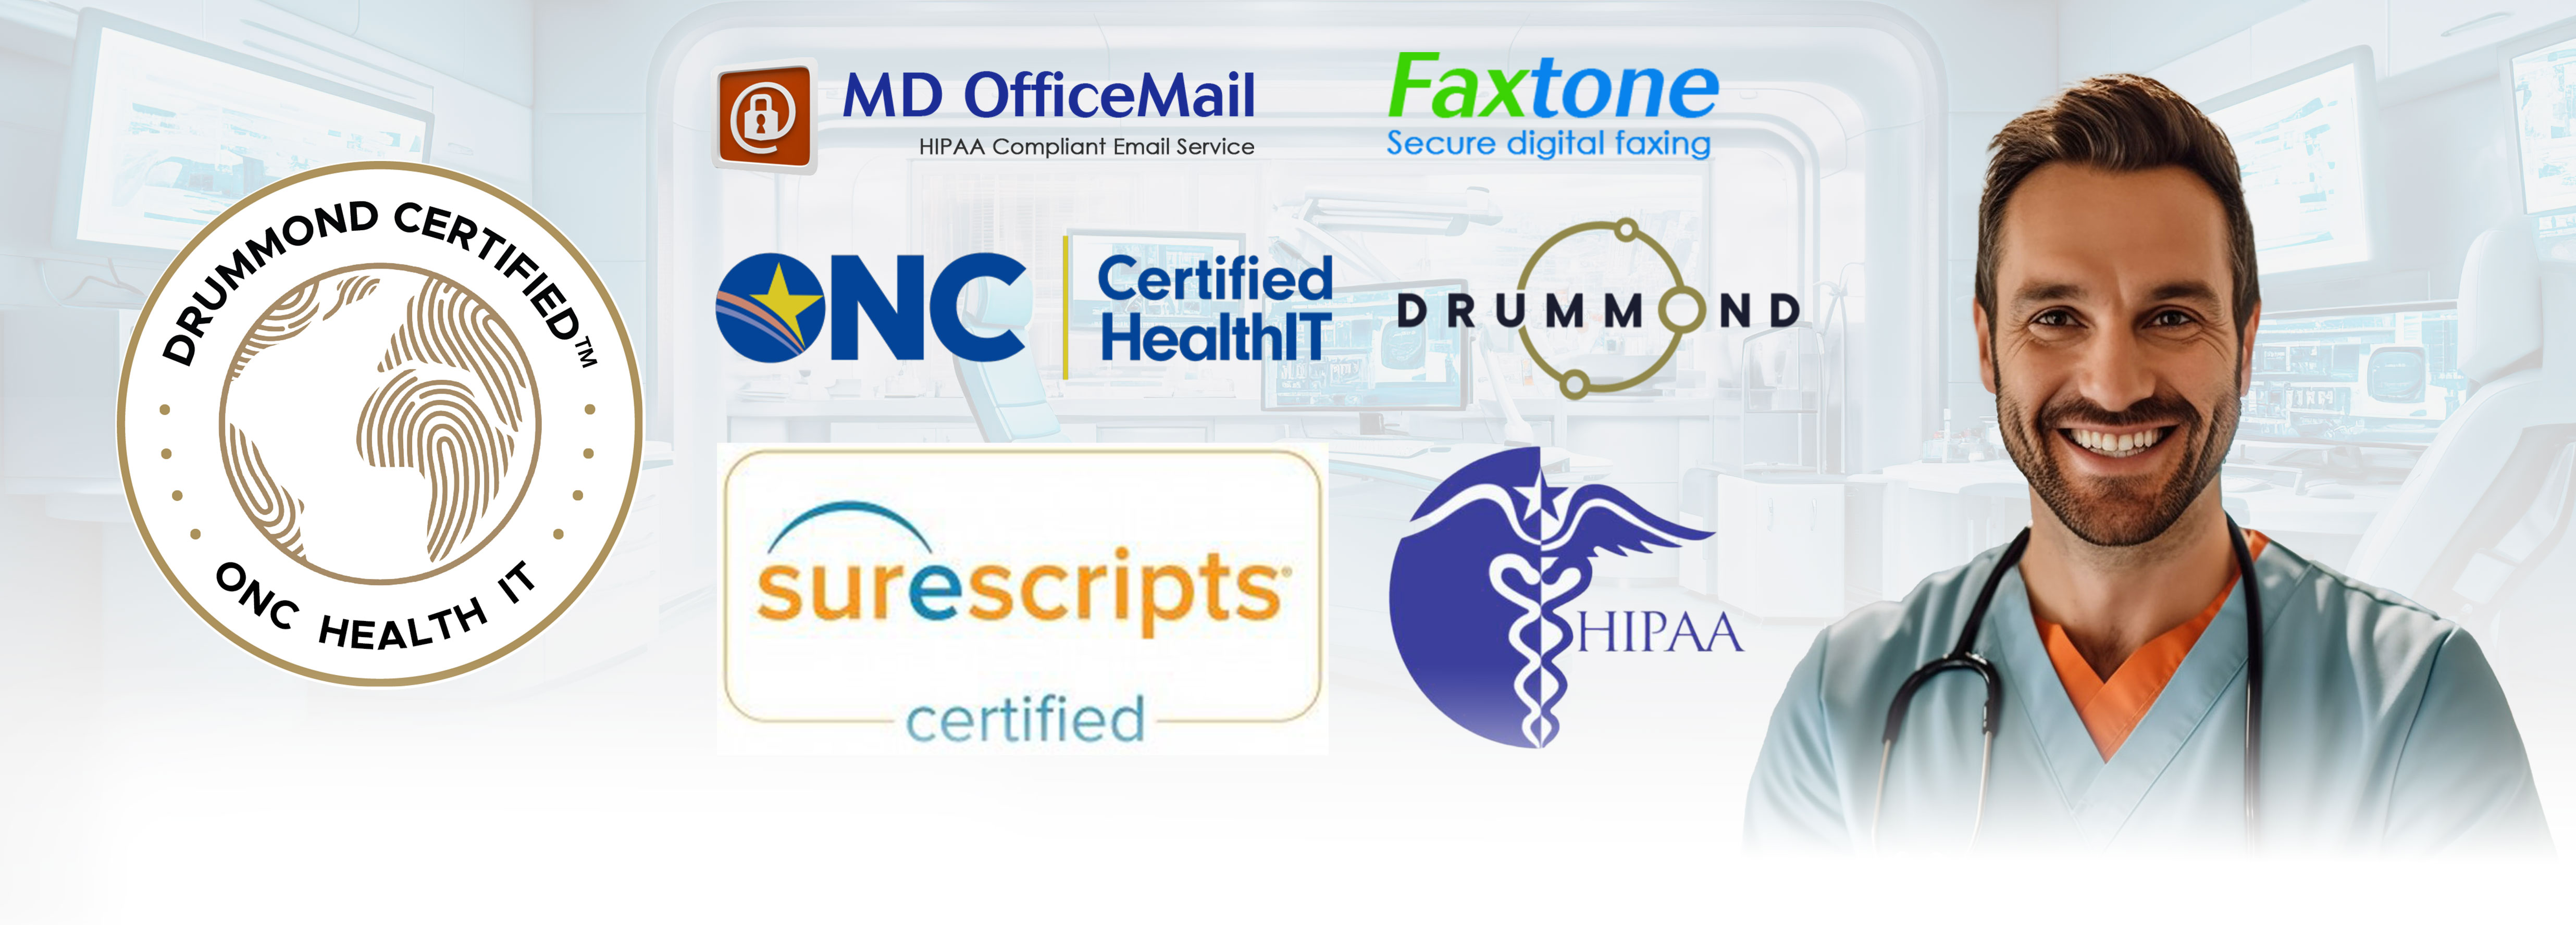 DRUMMOND CERTIFIED™
ONC HEALTH IT
MD OfficeMail
HIPAA Compliant Email Service
Faxtone
Secure digital faxing
ONC
Certified
HealthIT
DRUMMOND
surescripts®
certified
HIPAA